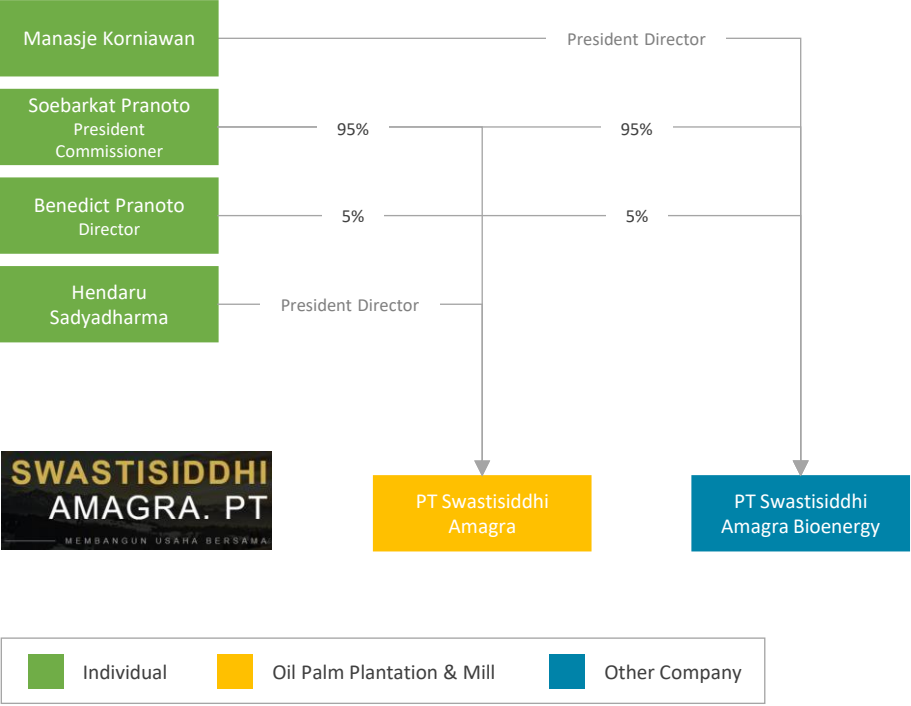 Manasje Korniawan
President Director
Soebarkat Pranoto
President
Commissioner
95%
95%
Benedict Pranoto
Director
5%
5%
Hendaru
Sadyadharma
President Director
SWASTISIDDHI
AMAGRA. PT
MEMBANGUN USAHA BERSAMA
PT Swastisiddhi
Amagra
PT Swastisiddhi
Amagra Bioenergy
Individual
Oil Palm Plantation & Mill
Other Company